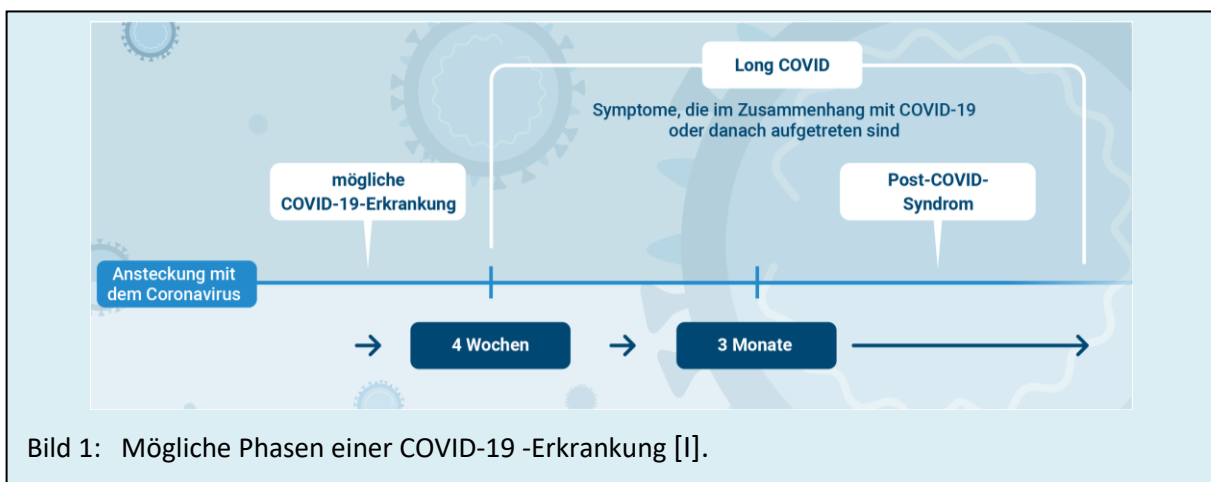 Long COVID
Symptome, die im Zusammenhang mit COVID-19
oder danach aufgetreten sind
mögliche
COVID-19-Erkrankung
Post-COVID-
Syndrom
Ansteckung mit
dem Coronavirus
4 Wochen
3 Monate
Bild 1: Mögliche Phasen einer COVID-19 -Erkrankung [I].